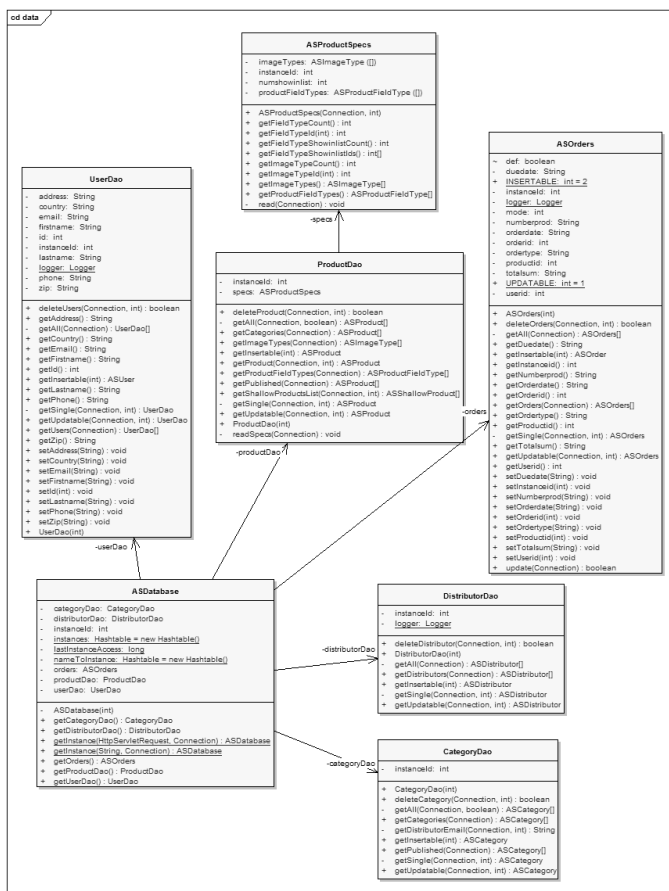 cd data
ASProductSpecs
- imageTypes: ASImageType ([])
- instanceId: int
- numshowinlist: int
- productFieldTypes: ASProductFieldType ([])
+ ASProductSpecs(Connection, int)
+ getFieldTypeCount() : int
+ getFieldTypeId(int) : int
+ getFieldTypeShowinlistCount() : int
+ getFieldTypeShowinlistIds() : int[]
+ getImageTypeCount() : int
+ getImageTypeId(int) : int
+ getImageTypes() : ASImageType[]
+ getProductFieldTypes() : ASProductFieldType[]
- read(Connection) : void
-specs
ASOrders
~ def: boolean
- duedate: String
+ INSERTABLE: int = 2
- instanceId: int
- logger: Logger
- mode: int
- numberprod: String
- orderdate: String
- orderid: int
- ordertype: String
- productid: int
- totalsum: String
+ UPDATABLE: int = 1
- userid: int
+ ASOrders(int)
+ deleteOrders(Connection, int) : boolean
- getAll(Connection) : ASOrders[]
+ getDuedate() : String
+ getInsertable(int) : ASOrder
+ getInstanceid() : int
+ getNumberprod() : String
+ getOrderdate() : String
+ getOrderid() : int
+ getOrders(Connection) : ASOrders[]
+ getOrdertype() : String
+ getProductid() : int
- getSingle(Connection, int) : ASOrders
+ getTotalsum() : String
+ getUpdatable(Connection, int) : ASOrders
+ getUserid() : int
+ setDuedate(String) : void
+ setInstanceid(int) : void
+ setNumberprod(String) : void
+ setOrderdate(String) : void
+ setOrderid(int) : void
+ setOrdertype(String) : void
+ setProductid(int) : void
+ setTotalsum(String) : void
+ setUserid(int) : void
+ update(Connection) : boolean
-orders
UserDao
- address: String
- country: String
- email: String
- firstname: String
- id: int
- instanceId: int
- lastname: String
- logger: Logger
- phone: String
- zip: String
+ deleteUsers(Connection, int) : boolean
+ getAddress() : String
- getAll(Connection) : UserDao[]
+ getCountry() : String
+ getEmail() : String
+ getFirstname() : String
+ getId() : int
+ getInsertable(int) : ASUser
+ getLastname() : String
+ getPhone() : String
- getSingle(Connection, int) : UserDao
+ getUpdatable(Connection, int) : UserDao
+ getUsers(Connection) : UserDao[]
+ getZip() : String
+ setAddress(String) : void
+ setCountry(String) : void
+ setEmail(String) : void
+ setFirstname(String) : void
+ setId(int) : void
+ setLastname(String) : void
+ setPhone(String) : void
+ setZip(String) : void
+ UserDao(int)
-userDao
ProductDao
- instanceId: int
- specs: ASProductSpecs
+ deleteProduct(Connection, int) : boolean
- getAll(Connection, boolean) : ASProduct[]
+ getCategories(Connection) : ASProduct[]
+ getImageTypes(Connection) : ASImageType[]
+ getInsertable(int) : ASProduct
+ getProduct(Connection, int) : ASProduct
+ getProductFieldTypes(Connection) : ASProductFieldType[]
+ getPublished(Connection) : ASProduct[]
+ getShallowProductsList(Connection, int) : ASShallowProduct[]
- getSingle(Connection, int) : ASProduct
+ getUpdatable(Connection, int) : ASProduct
+ ProductDao(int)
- readSpecs(Connection) : void
-productDao
ASDatabase
- categoryDao: CategoryDao
- distributorDao: DistributorDao
- instanceId: int
- instances: Hashtable = new Hashtable()
- lastInstanceAccess: long
- nameToInstance: Hashtable = new Hashtable()
- orders: ASOrders
- productDao: ProductDao
- userDao: UserDao
- ASDatabase(int)
+ getCategoryDao() : CategoryDao
+ getDistributorDao() : DistributorDao
+ getInstance(HttpServletRequest, Connection) : ASDatabase
+ getInstance(String, Connection) : ASDatabase
+ getOrders() : ASOrders
+ getProductDao() : ProductDao
+ getUserDao() : UserDao
-distributorDao
DistributorDao
- instanceId: int
- logger: Logger
+ deleteDistributor(Connection, int) : boolean
+ DistributorDao(int)
- getAll(Connection) : ASDistributor[]
+ getDistributors(Connection) : ASDistributor[]
+ getInsertable(int) : ASDistributor
- getSingle(Connection, int) : ASDistributor
+ getUpdatable(Connection, int) : ASDistributor
-categoryDao
CategoryDao
- instanceId: int
+ CategoryDao(int)
+ deleteCategory(Connection, int) : boolean
- getAll(Connection, boolean) : ASCategory[]
+ getCategories(Connection) : ASCategory[]
- getDistributorEmail(Connection, int) : String
+ getInsertable(int) : ASCategory
+ getPublished(Connection) : ASCategory[]
- getSingle(Connection, int) : ASCategory
+ getUpdatable(Connection, int) : ASCategory